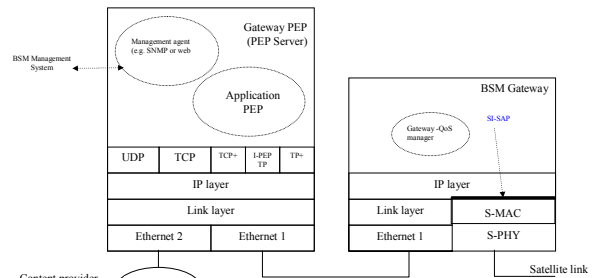 Gateway PEP
(PEP Server)
Management agent
(e.g. SNMP or web
BSM Management
System
Application
PEP
UDP
TCP
TCP+
I-PEP
TP
TP+
IP layer
Link layer
Ethernet 2
Ethernet 1
BSM Gateway
SI-SAP
Gateway -QoS
manager
IP layer
Link layer
S-MAC
Ethernet 1
S-PHY
Satellite link
Content provider